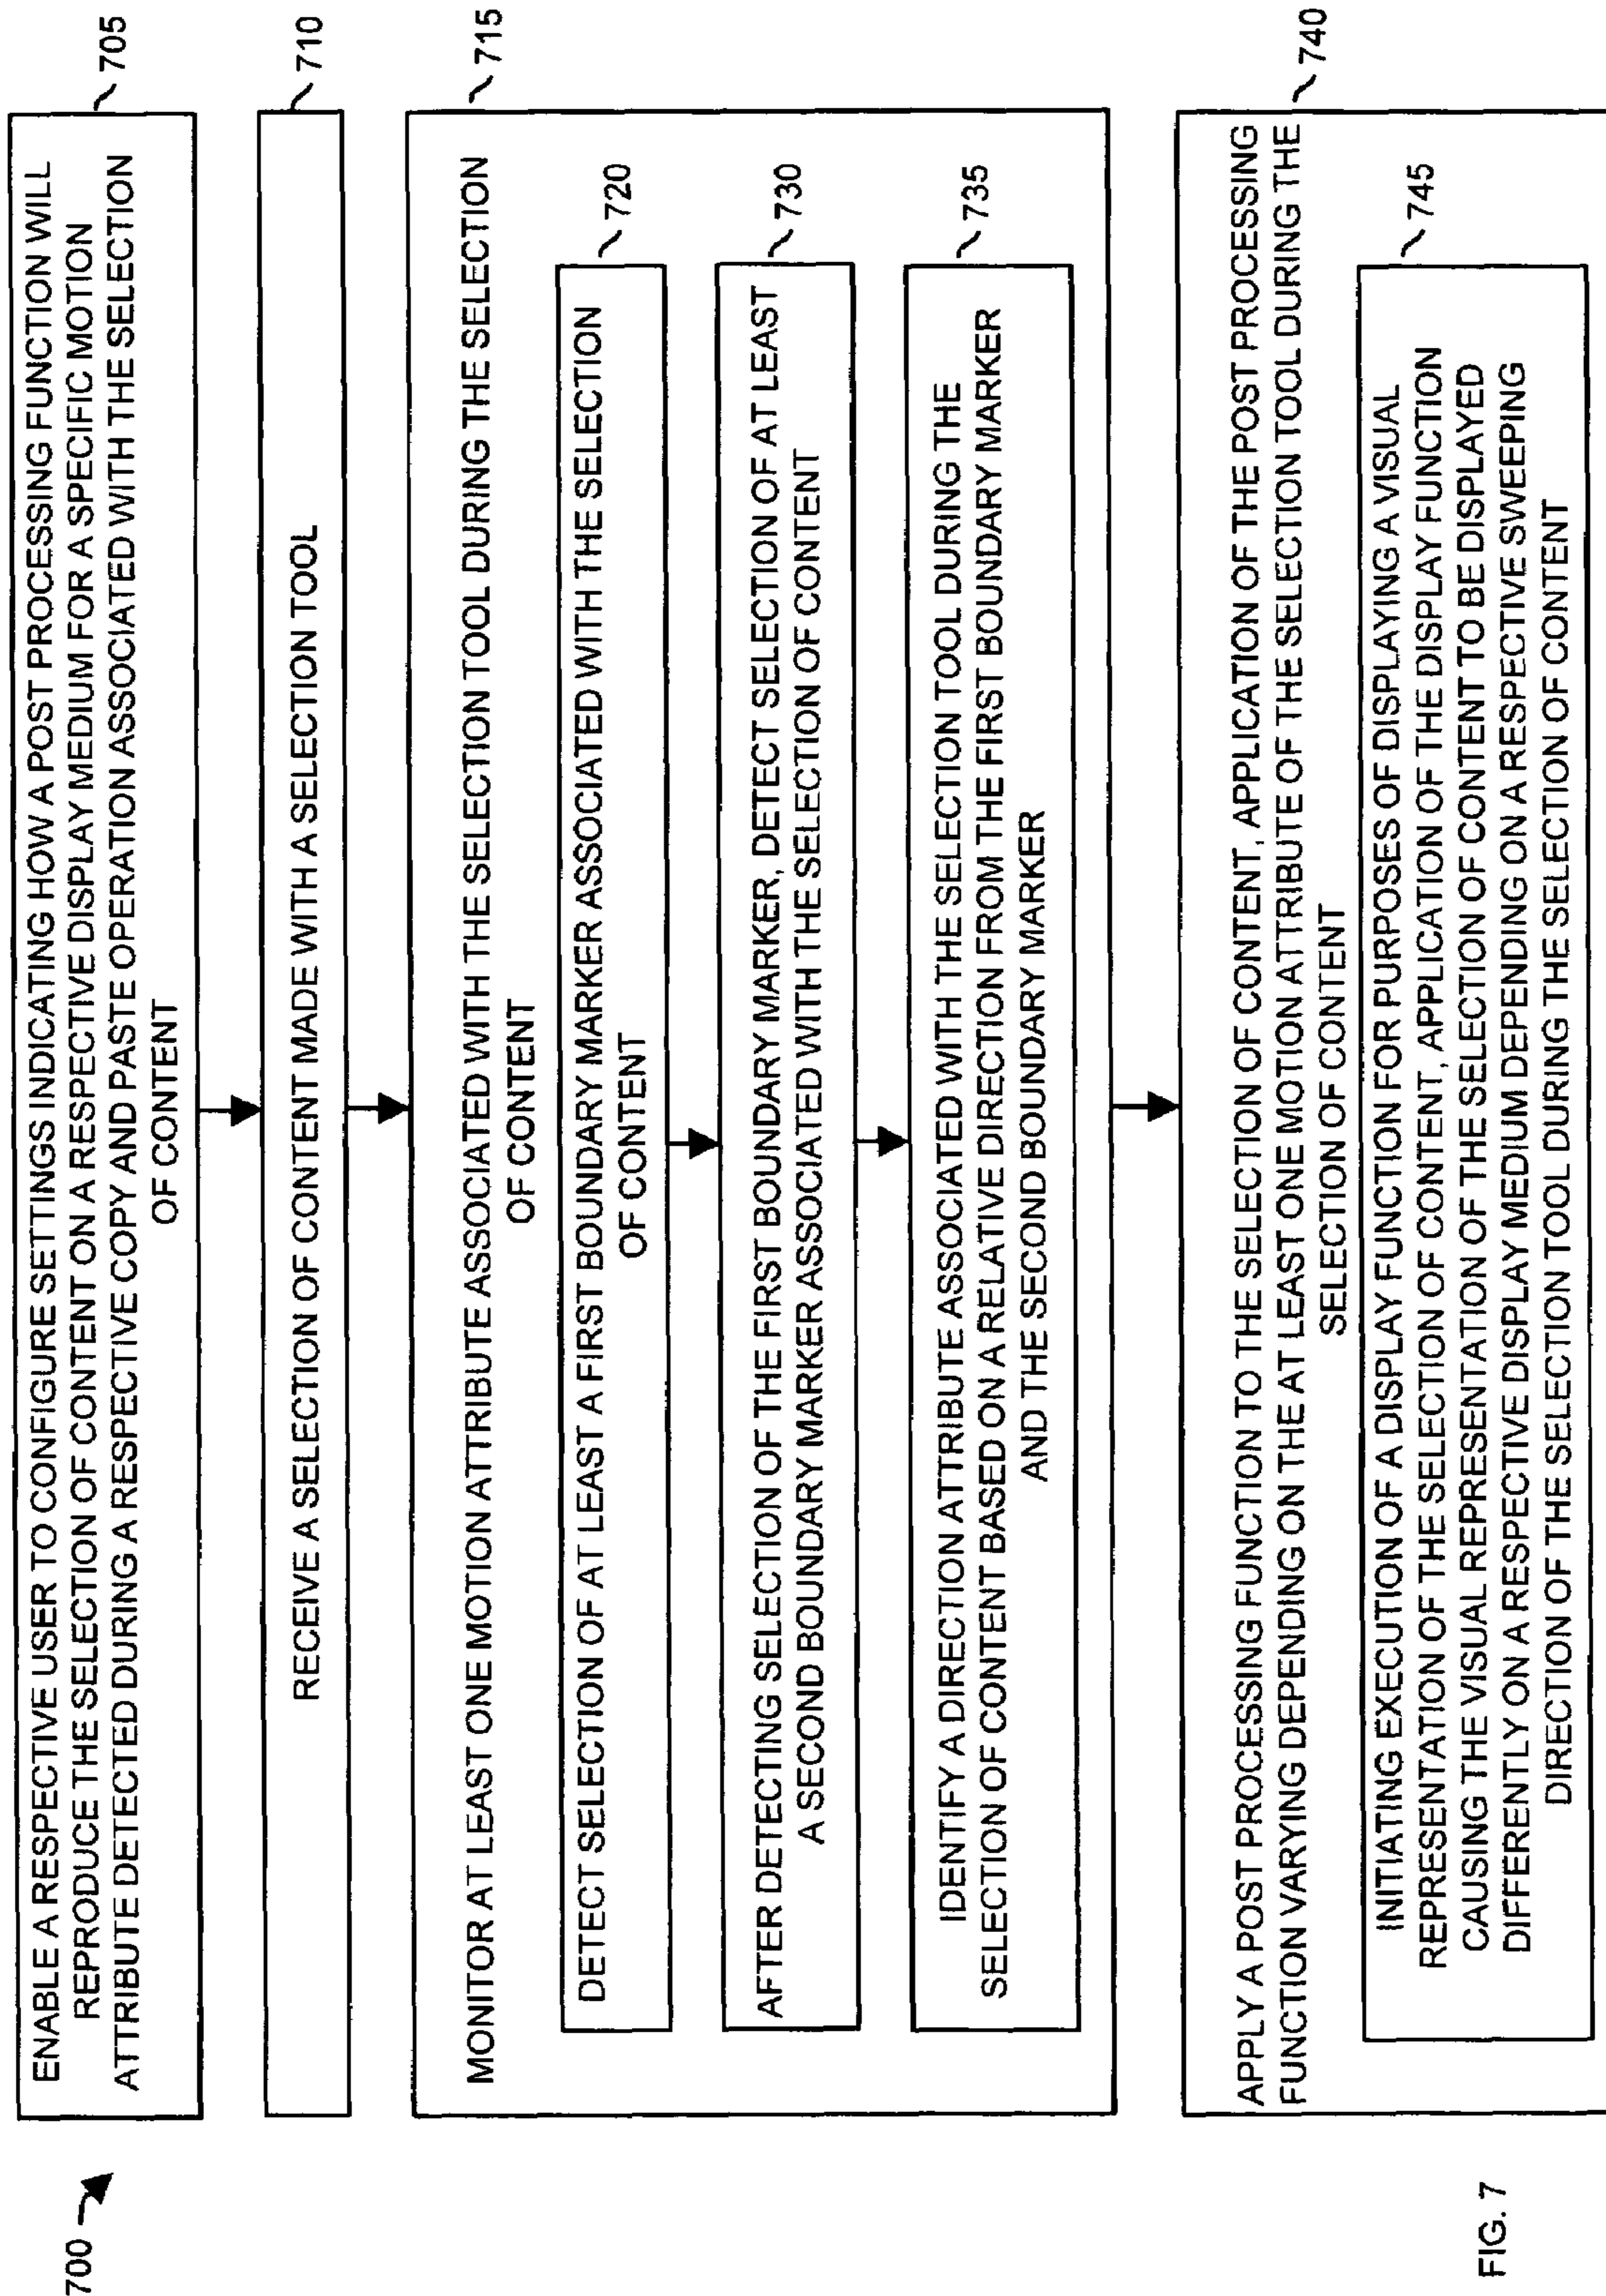 700
ENABLE A RESPECTIVE USER TO CONFIGURE SETTINGS INDICATING HOW A POST PROCESSING FUNCTION WILL
REPRODUCE THE SELECTION OF CONTENT ON A RESPECTIVE DISPLAY MEDIUM FOR A SPECIFIC MOTION
ATTRIBUTE DETECTED DURING A RESPECTIVE COPY AND PASTE OPERATION ASSOCIATED WITH THE SELECTION
OF CONTENT
705
RECEIVE A SELECTION OF CONTENT MADE WITH A SELECTION TOOL
710
MONITOR AT LEAST ONE MOTION ATTRIBUTE ASSOCIATED WITH THE SELECTION TOOL DURING THE SELECTION
OF CONTENT
715
DETECT SELECTION OF AT LEAST A FIRST BOUNDARY MARKER ASSOCIATED WITH THE SELECTION
OF CONTENT
720
AFTER DETECTING SELECTION OF THE FIRST BOUNDARY MARKER, DETECT SELECTION OF AT LEAST
A SECOND BOUNDARY MARKER ASSOCIATED WITH THE SELECTION OF CONTENT
730
IDENTIFY A DIRECTION ATTRIBUTE ASSOCIATED WITH THE SELECTION TOOL DURING THE
SELECTION OF CONTENT BASED ON A RELATIVE DIRECTION FROM THE FIRST BOUNDARY MARKER
AND THE SECOND BOUNDARY MARKER
735
APPLY A POST PROCESSING FUNCTION TO THE SELECTION OF CONTENT, APPLICATION OF THE POST PROCESSING
FUNCTION VARYING DEPENDING ON THE AT LEAST ONE MOTION ATTRIBUTE OF THE SELECTION TOOL DURING THE
SELECTION OF CONTENT
740
INITIATING EXECUTION OF A DISPLAY FUNCTION FOR PURPOSES OF DISPLAYING A VISUAL
REPRESENTATION OF THE SELECTION OF CONTENT, APPLICATION OF THE DISPLAY FUNCTION
CAUSING THE VISUAL REPRESENTATION OF THE SELECTION OF CONTENT TO BE DISPLAYED
DIFFERENTLY ON A RESPECTIVE DISPLAY MEDIUM DEPENDING ON A RESPECTIVE SWEEPING
DIRECTION OF THE SELECTION TOOL DURING THE SELECTION OF CONTENT
745
FIG. 7